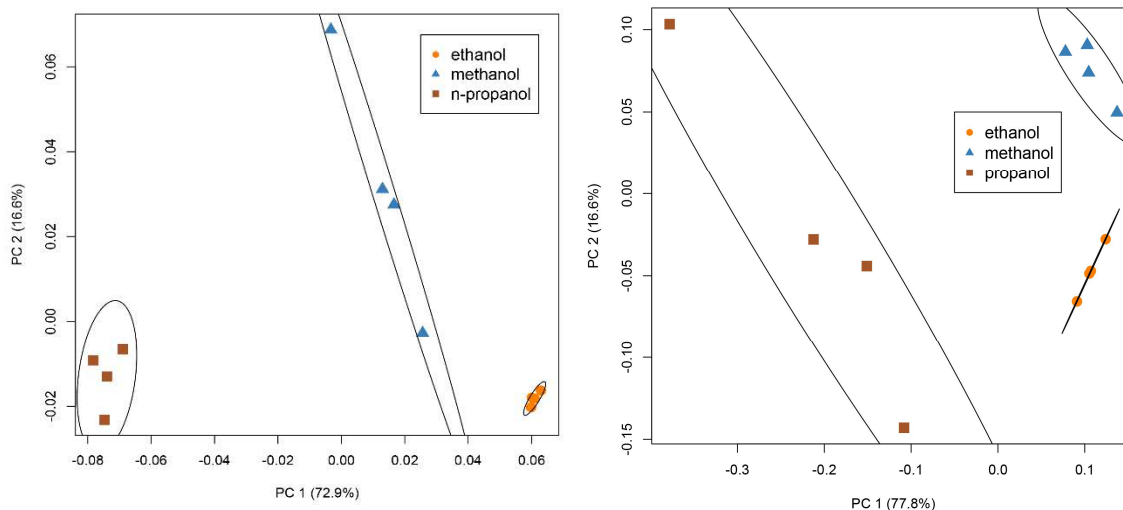 ethanol
methanol
n-propanol
PC 2 (16.6%)
0.06
0.04
0.02
0.00
-0.02
-0.08
-0.06
-0.04
-0.02
0.00
0.02
0.04
0.06
PC 1 (72.9%)
ethanol
methanol
propanol
PC 2 (16.6%)
0.10
0.05
0.00
-0.05
-0.10
-0.15
-0.3
-0.2
-0.1
0.0
0.1
PC 1 (77.8%)